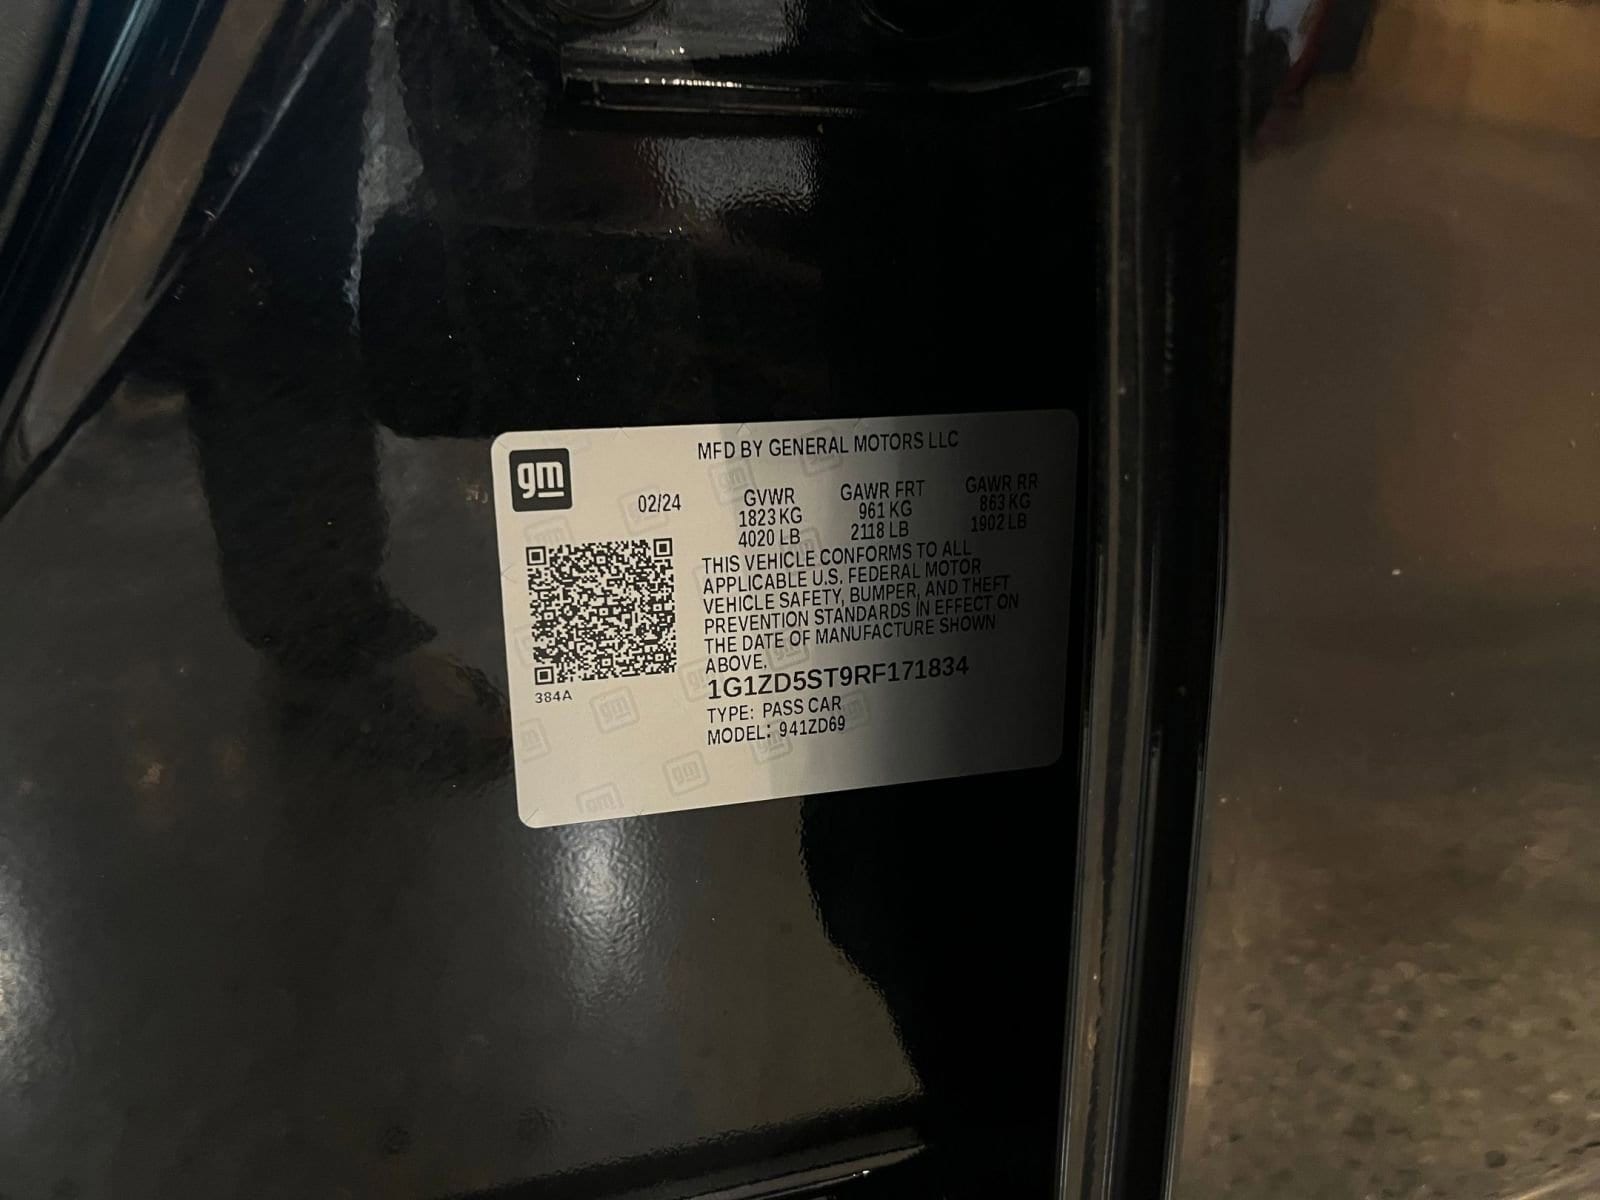 gm
MFD BY GENERAL MOTORS LLC
02/24
GVWR GAWR FRT GAWR RR
1823 KG 961 KG 863 KG
4020 LB 2118 LB 1902 LB
THIS VEHICLE CONFORMS TO ALL
APPLICABLE U.S. FEDERAL MOTOR
VEHICLE SAFETY, BUMPER, AND THEFT
PREVENTION STANDARDS IN EFFECT ON
THE DATE OF MANUFACTURE SHOWN
ABOVE.
384A
1G1ZD5ST9RF171834
TYPE: PASS CAR
MODEL: 941ZD69